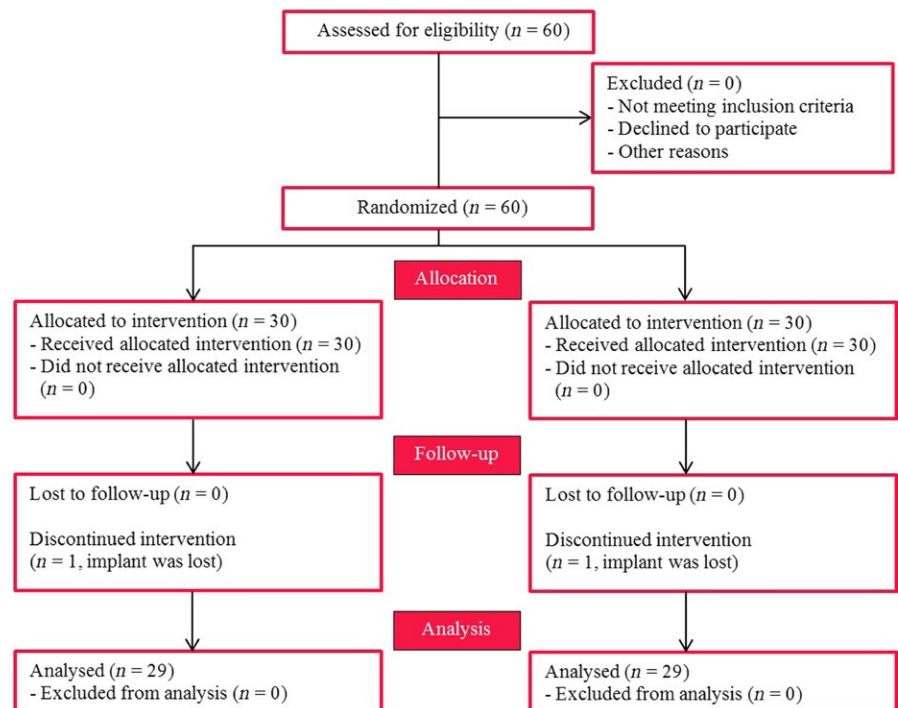 Assessed for eligibility (n = 60)
Excluded (n = 0)
- Not meeting inclusion criteria
- Declined to participate
- Other reasons
Randomized (n = 60)
Allocation
Allocated to intervention (n = 30)
- Received allocated intervention (n = 30)
- Did not receive allocated intervention
(n = 0)
Allocated to intervention (n = 30)
- Received allocated intervention (n = 30)
- Did not receive allocated intervention
(n = 0)
Follow-up
Lost to follow-up (n = 0)
Discontinued intervention
(n = 1, implant was lost)
Lost to follow-up (n = 0)
Discontinued intervention
(n = 1, implant was lost)
Analysis
Analysed (n = 29)
- Excluded from analysis (n = 0)
Analysed (n = 29)
- Excluded from analysis (n = 0)